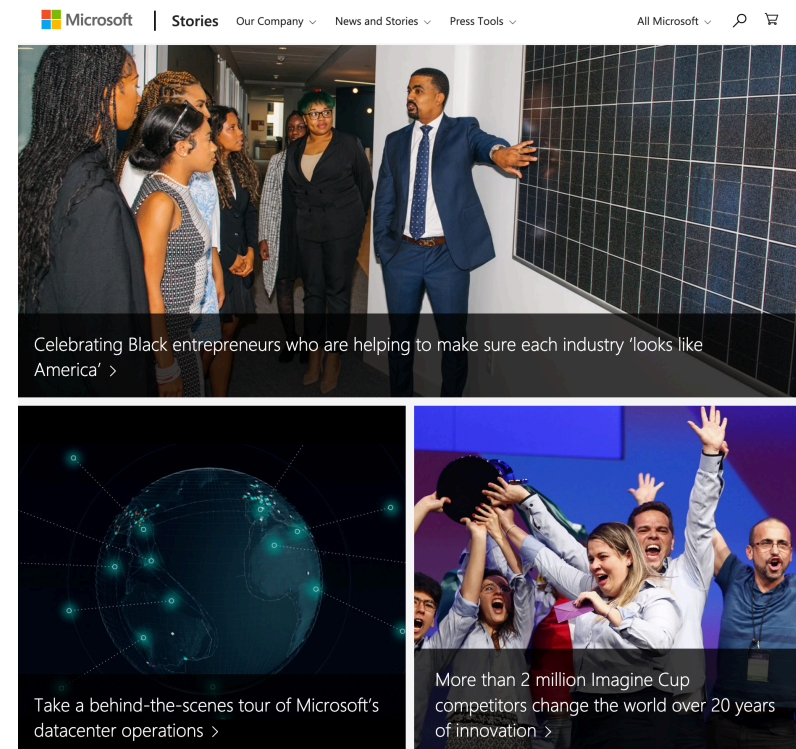 Microsoft
Stories
Our Company
News and Stories
Press Tools
All Microsoft
Celebrating Black entrepreneurs who are helping to make sure each industry ‘looks like
America’ >
Take a behind-the-scenes tour of Microsoft’s
datacenter operations >
More than 2 million Imagine Cup
competitors change the world over 20 years
of innovation >